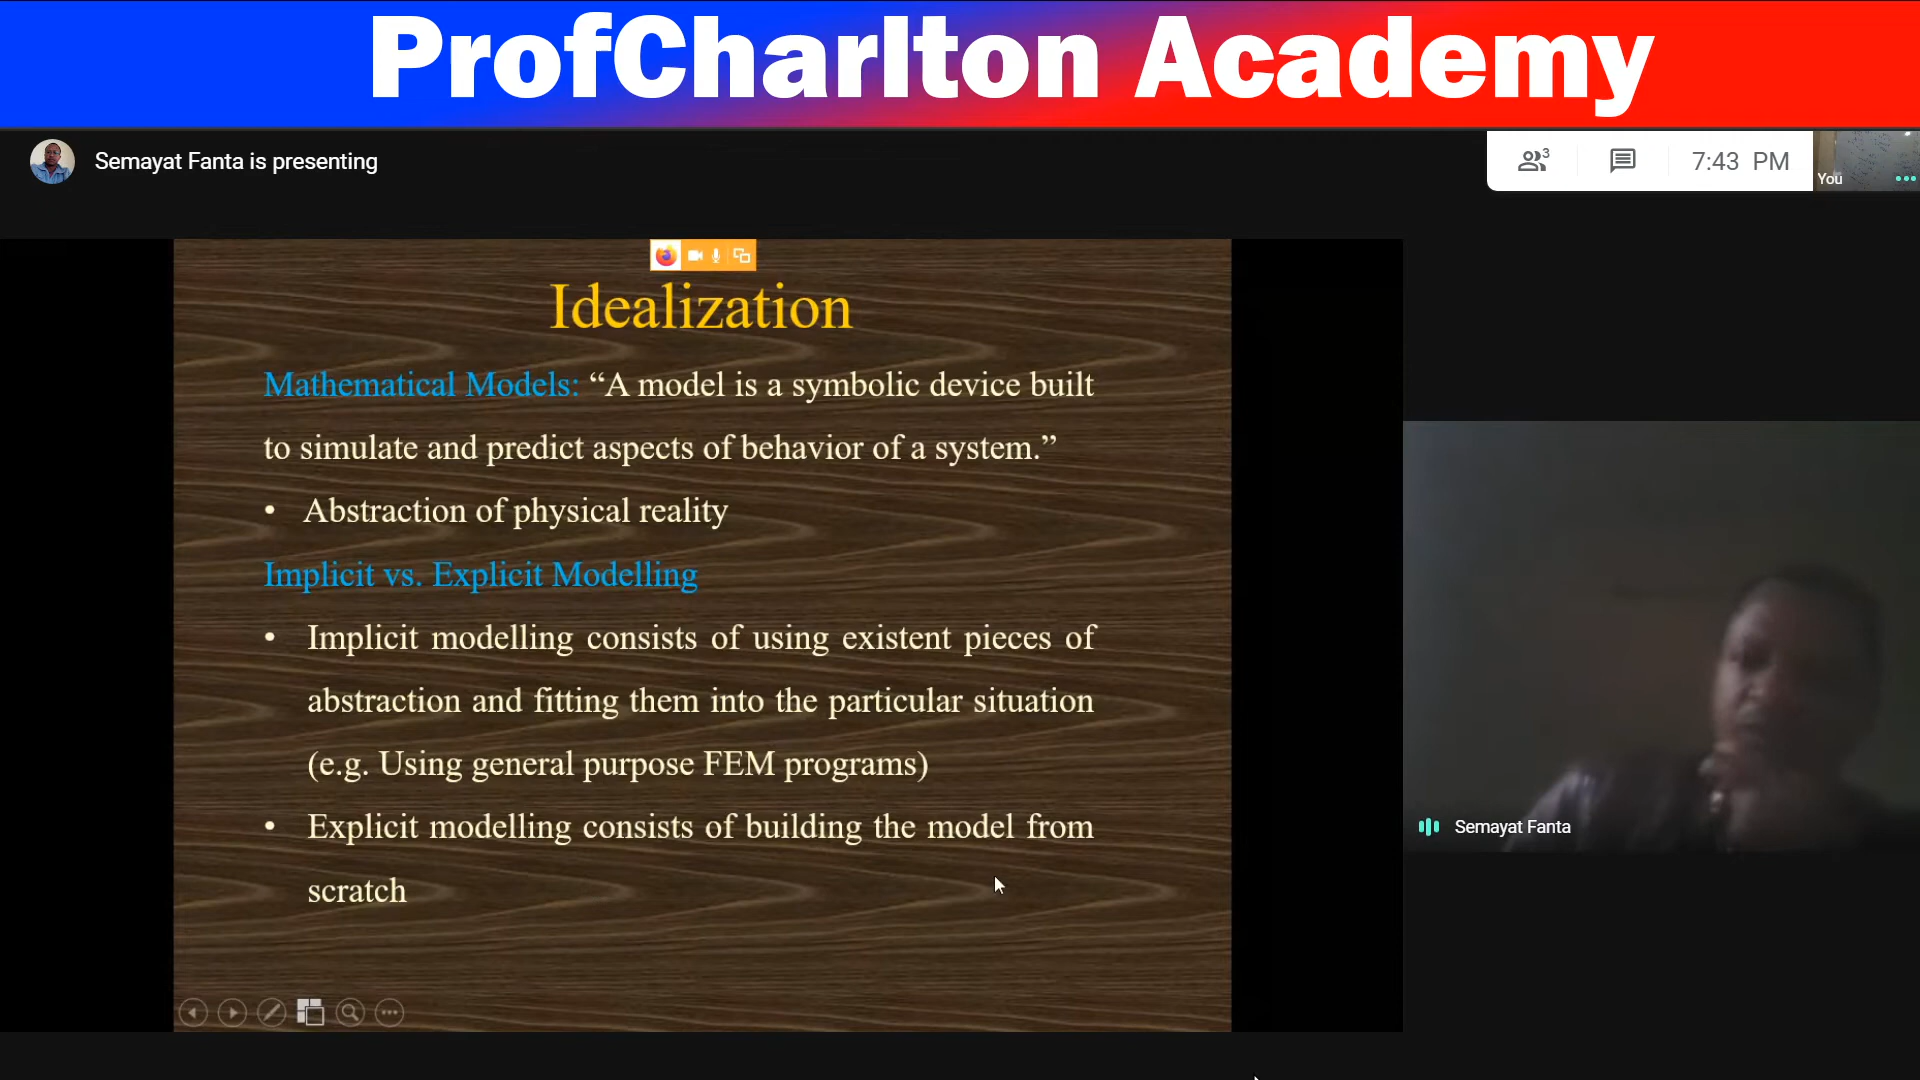 ProfCharlton Academy
Semayat Fanta is presenting
3
7:43 PM
You
Idealization
Mathematical Models: “A model is a symbolic device built
to simulate and predict aspects of behavior of a system.”
• Abstraction of physical reality
Implicit vs. Explicit Modelling
• Implicit modelling consists of using existent pieces of
abstraction and fitting them into the particular situation
(e.g. Using general purpose FEM programs)
• Explicit modelling consists of building the model from
scratch
Semayat Fanta